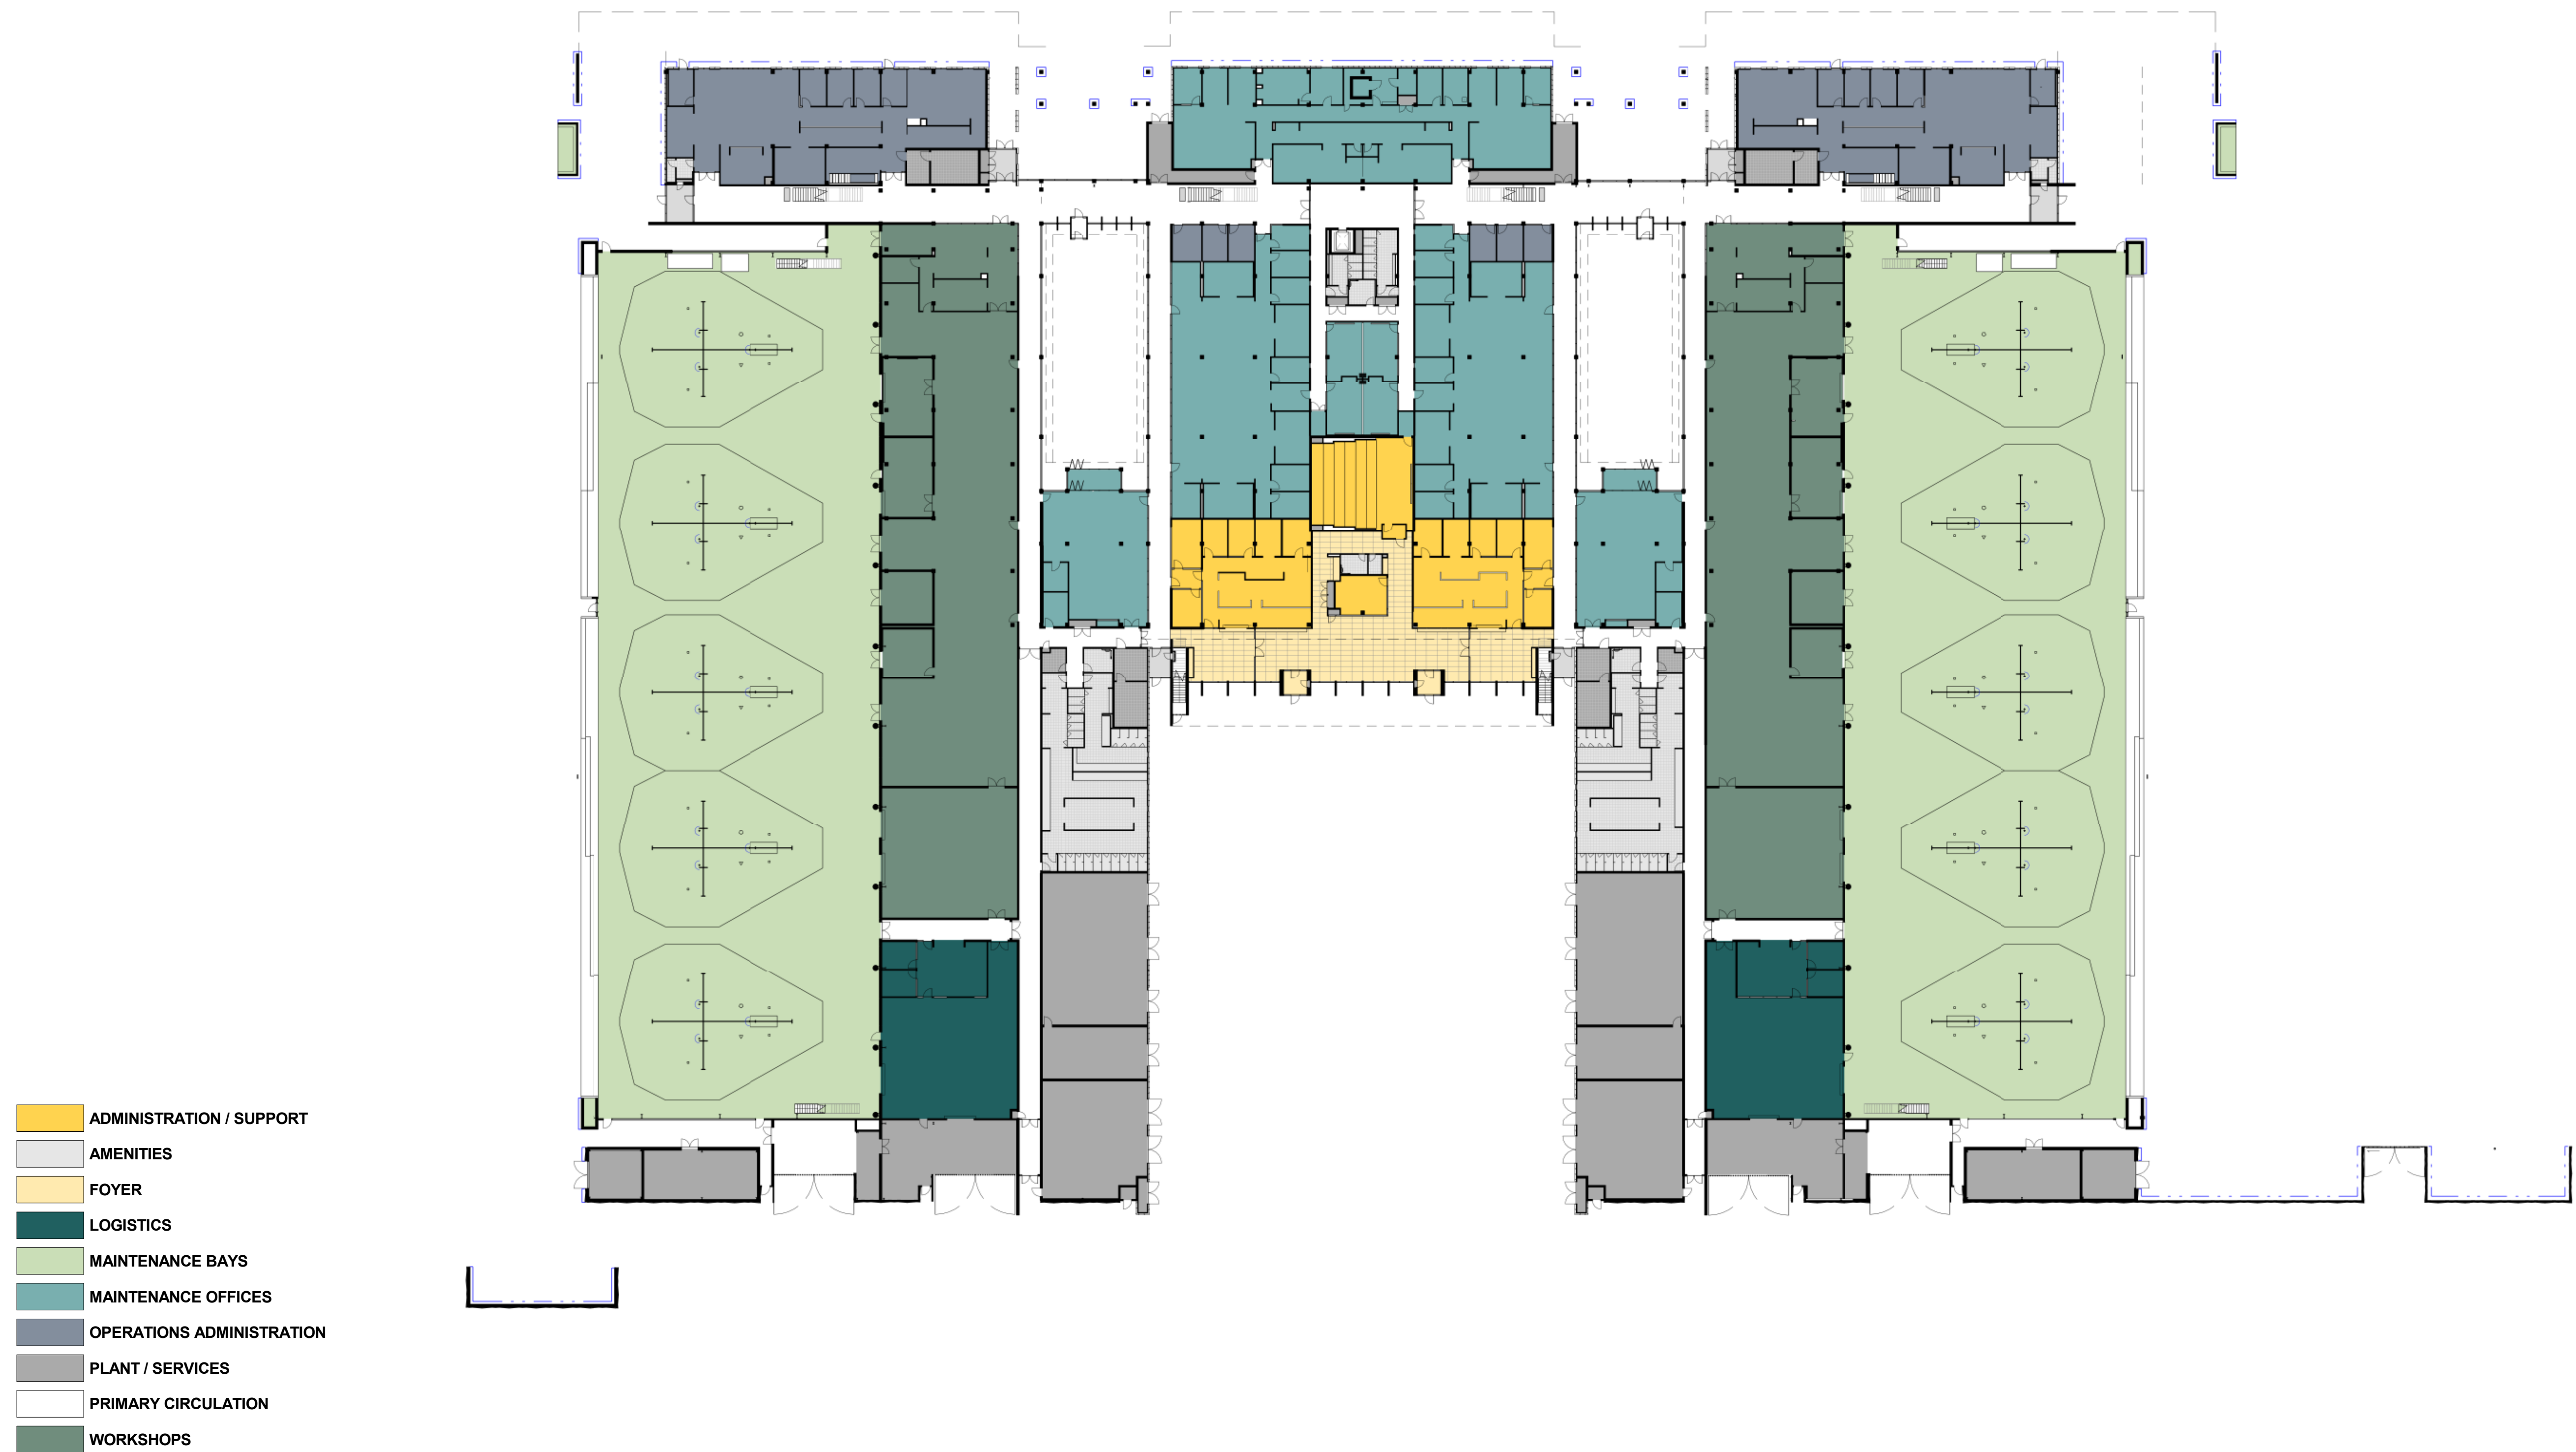 ADMINISTRATION / SUPPORT
AMENITIES
FOYER
LOGISTICS
MAINTENANCE BAYS
MAINTENANCE OFFICES
OPERATIONS ADMINISTRATION
PLANT / SERVICES
PRIMARY CIRCULATION
WORKSHOPS